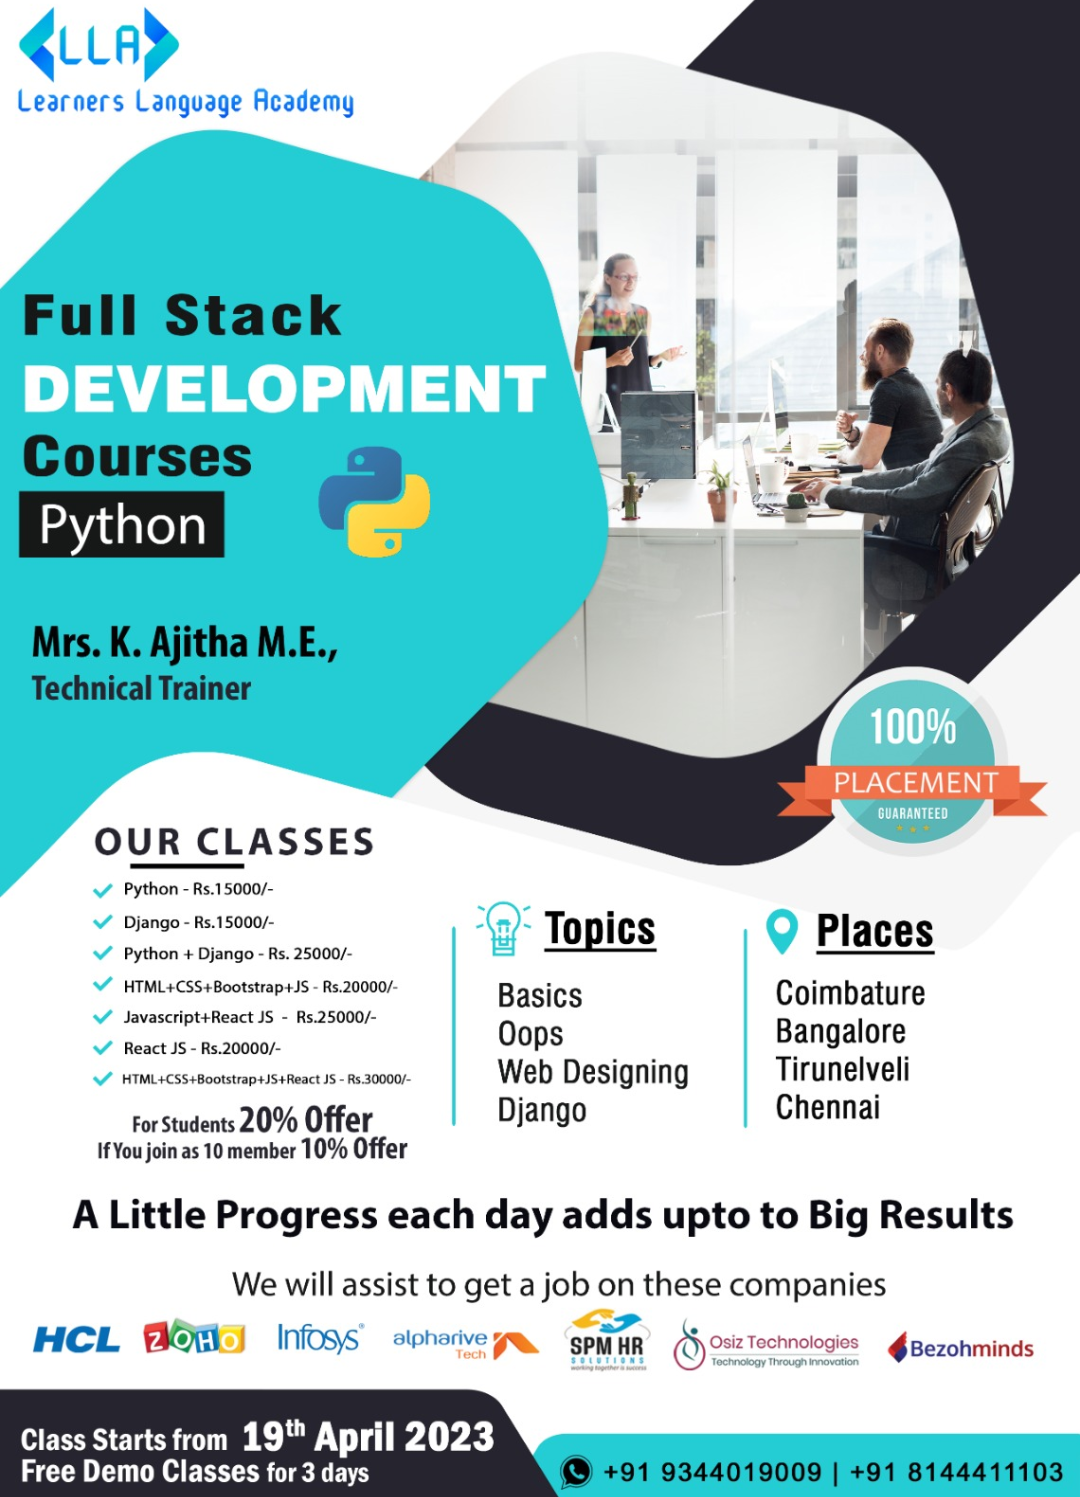 LLA
Learners Language Academy
Full Stack
DEVELOPMENT
Courses
Python
Mrs. K. Ajitha M.E.,
Technical Trainer
100%
PLACEMENT
GUARANTEED
OUR CLASSES
Python - Rs.15000/-
Django - Rs.15000/-
Python + Django - Rs. 25000/-
HTML+CSS+Bootstrap+JS - Rs.20000/-
Javascript+React JS - Rs.25000/-
React JS - Rs.20000/-
HTML+CSS+Bootstrap+JS+React JS - Rs.30000/-
For Students 20% Offer
If You join as 10 member 10% Offer
Topics
Basics
Oops
Web Designing
Django
Places
Coimbature
Bangalore
Tirunelveli
Chennai
A Little Progress each day adds upto to Big Results
We will assist to get a job on these companies
HCL
ZOHO
Infosys®
alpharive
Tech
SPM HR
SOLUTIONS
working together is success
Osiz Technologies
Technology Through Innovation
Bezohminds
Class Starts from 19th April 2023
Free Demo Classes for 3 days
+91 9344019009 | +91 8144411103